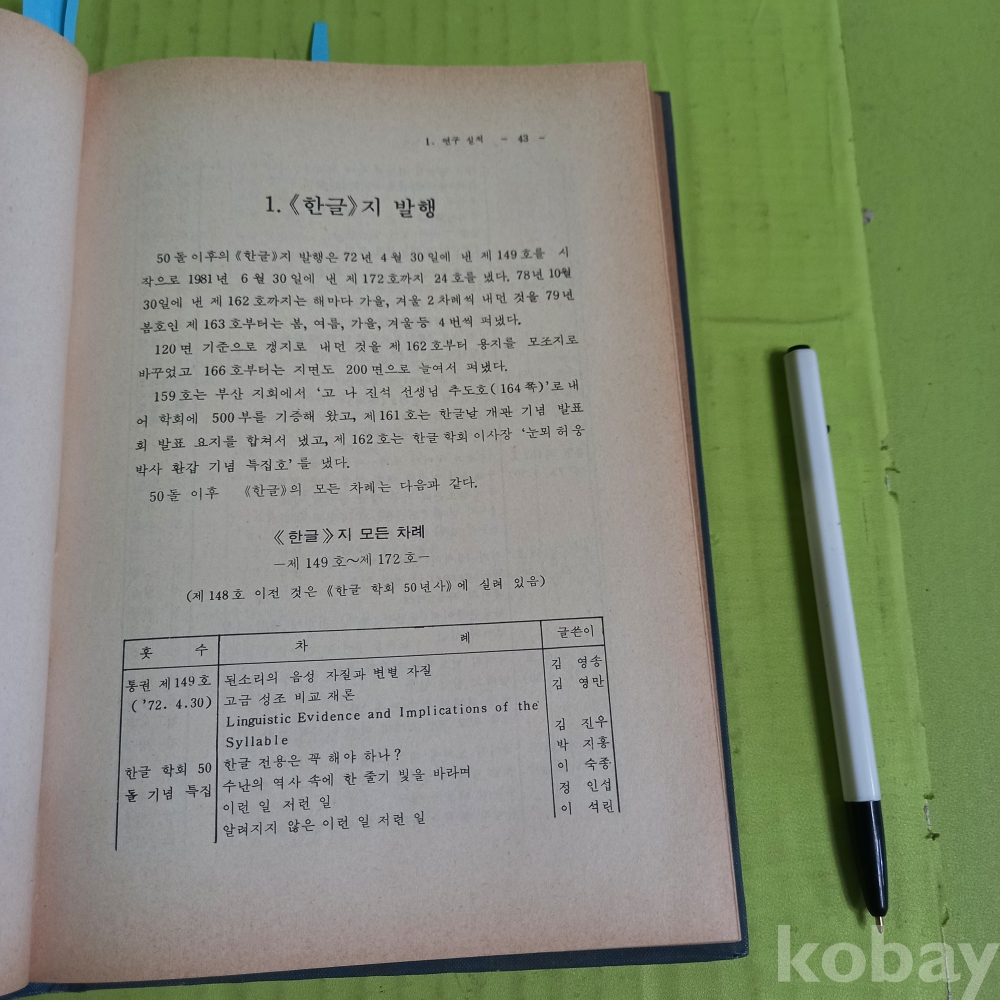 1. 연구 실적 - 43 -
1. 《한글》지 발행
50돌 이후의 《한글》지 발행은 72년 4월 30일에 낸 제 149호를 시
작으로 1981년 6월 30일에 낸 제 172호까지 24호를 냈다. 78년 10월
30일에 낸 제 162호까지는 해마다 가을, 겨울 2차례씩 내던 것을 79년
봄호인 제 163호부터는 봄, 여름, 가을, 겨울등 4번씩 펴냈다.
120면 기준으로 갱지로 내던 것을 제 162호부터 용지를 모조지로
바꾸었고 166호부터는 지면도 200면으로 늘여서 펴냈다.
159호는 부산 지회에서 '고 나 진석 선생님 추도호(164쪽)'로 내
어 학회에 500부를 기증해 왔고, 제161호는 한글날 개관 기념 발표
회 발표 요지를 합쳐서 냈고, 제 162호는 한글 학회 이사장 '눈뫼 허 웅
박사 환갑 기념 특집호'를 냈다.
50돌 이후 《한글》의 모든 차례는 다음과 같다.
《한글》지 모든 차례
—제 149호~제 172호—
(제 148호 이전 것은 《한글 학회 50년사》에 실려 있음)
홋 수 차 례 글쓴이
통권 제149호 된소리의 음성 자질과 변별 자질 김 영송
('72. 4.30) 고금 성조 비교 재론 김 영만
Linguistic Evidence and Implications of the
Syllable 김 진우
한글 전용은 꼭 해야 하나? 박 지홍
한글 학회 50 수난의 역사 속에 한 줄기 빛을 바라며 이 숙종
돌 기념 특집 이런 일 저런 일 정 인섭
알려지지 않은 이런 일 저런 일 이 석린
kobay